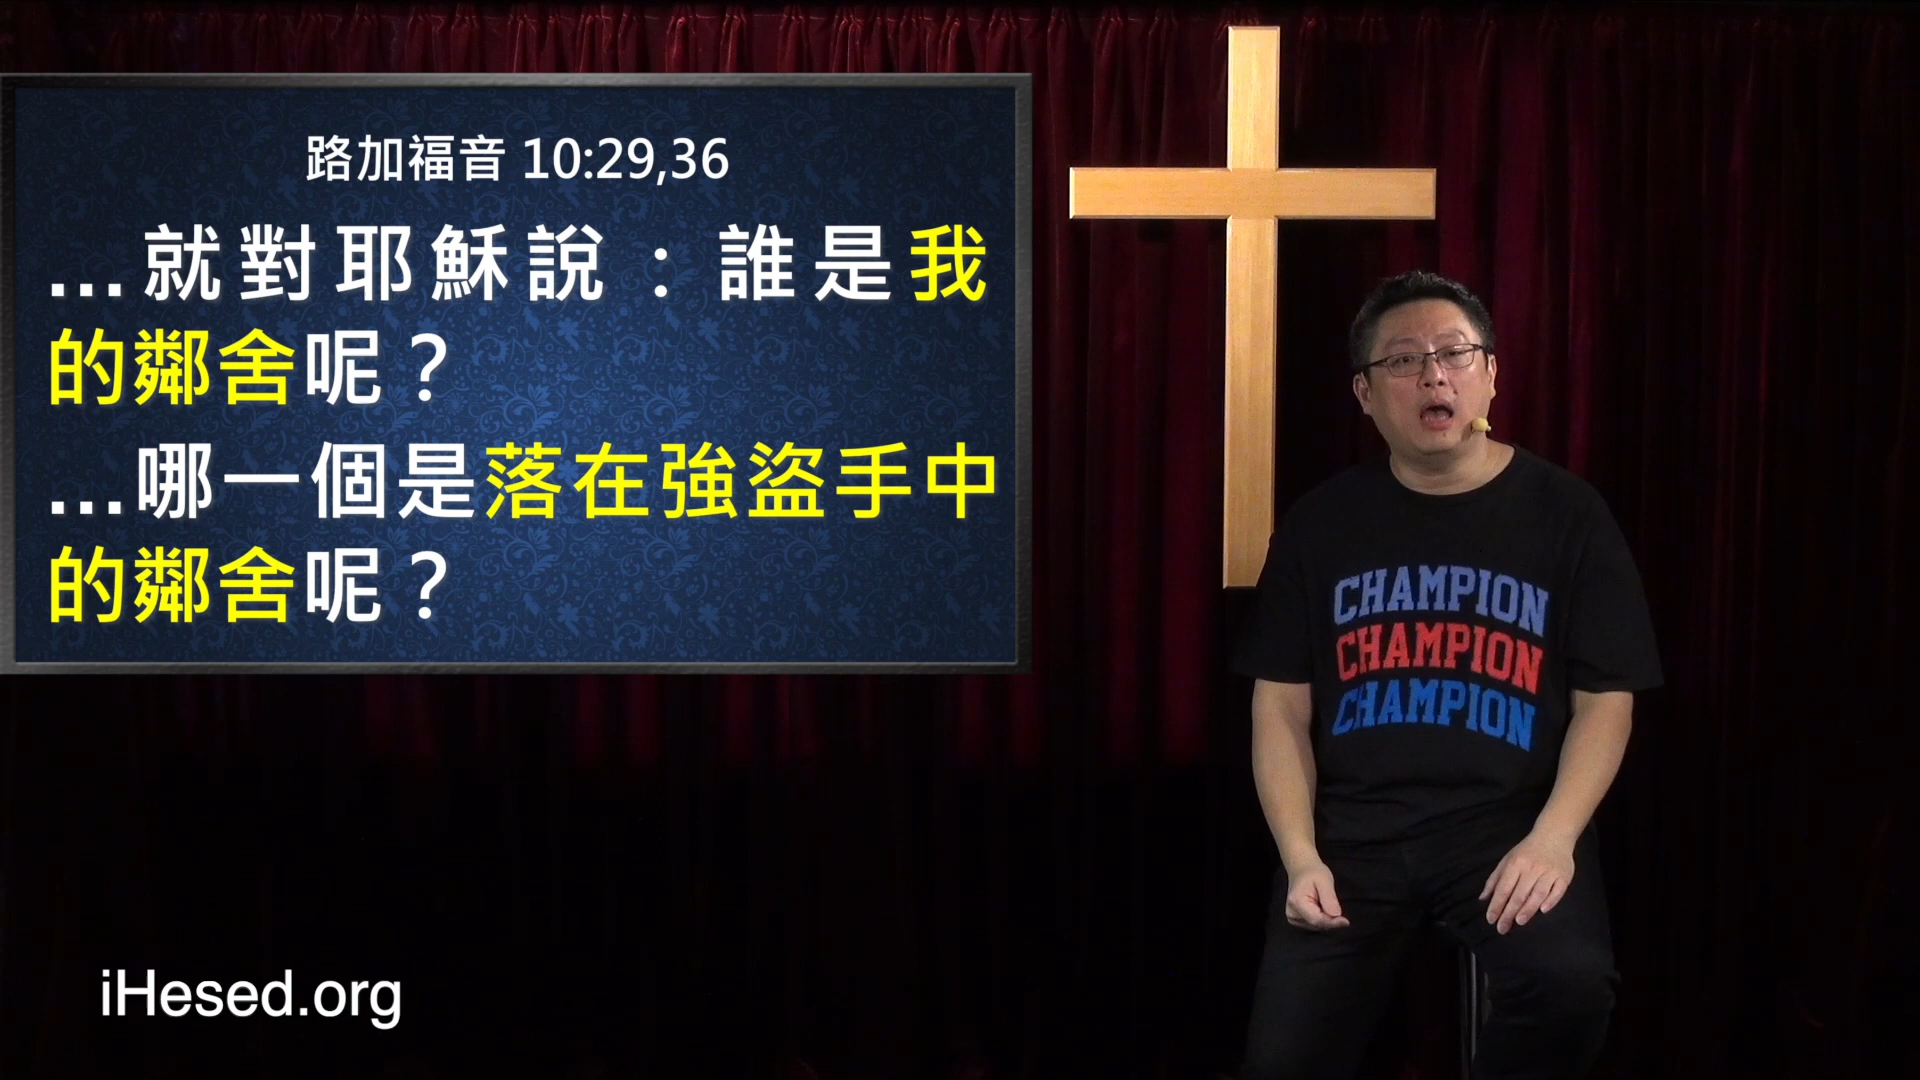 路加福音 10:29,36
…就對耶穌說：誰是我
的鄰舍呢？
…哪一個是落在強盜手中
的鄰舍呢？
CHAMPION
CHAMPION
CHAMPION
iHesed.org